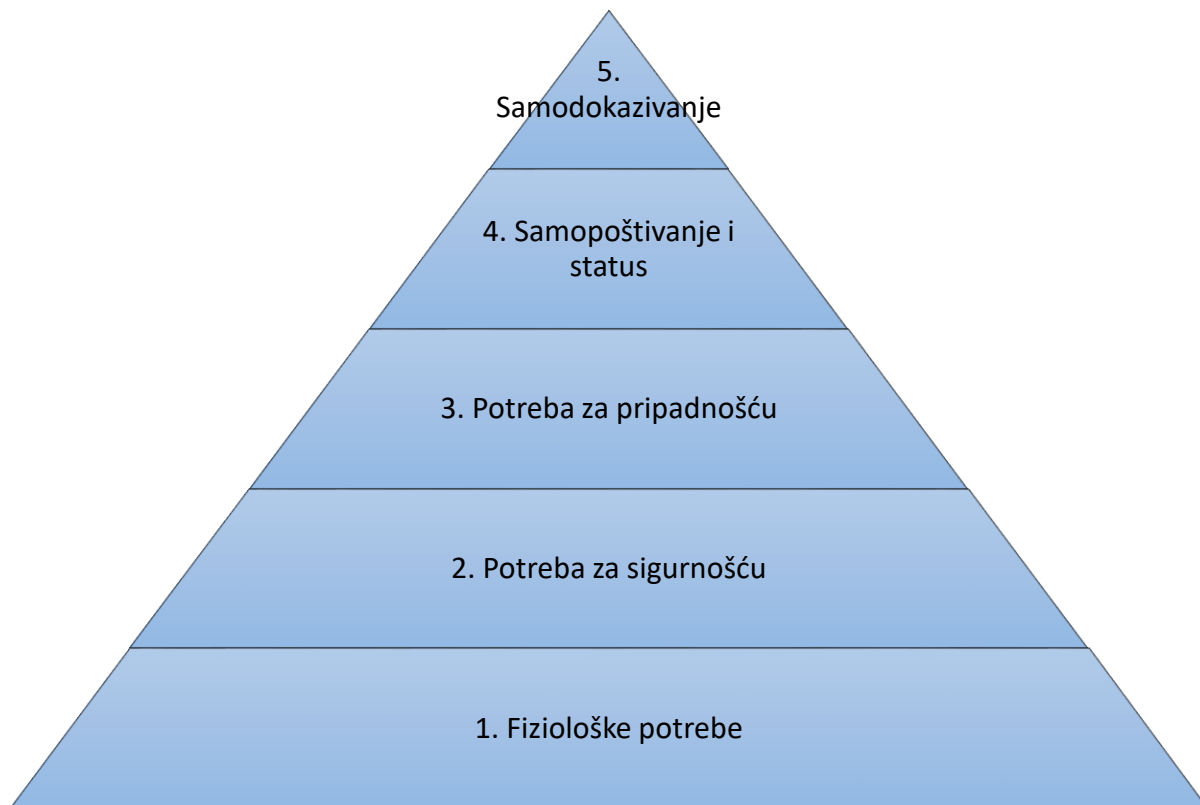 5.
Samodokazivanje
4. Samopoštivanje i
status
3. Potreba za pripadnošću
2. Potreba za sigurnošću
1. Fiziološke potrebe